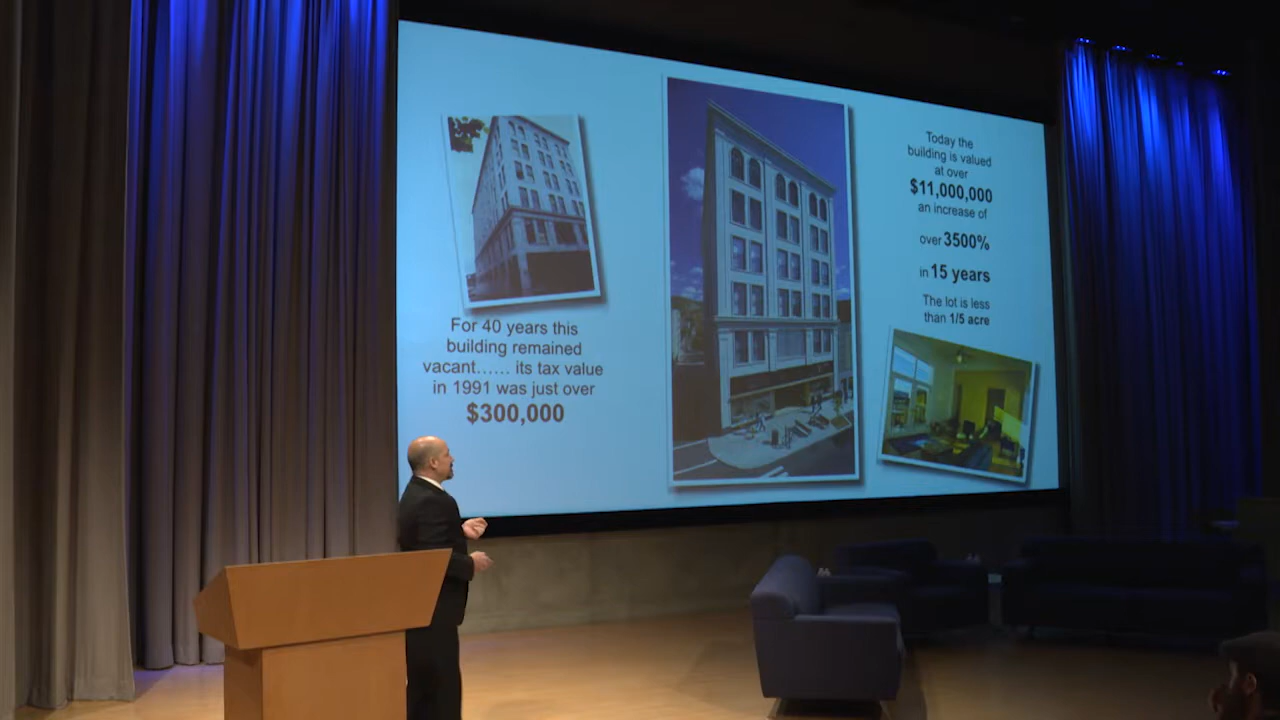 For 40 years this
building remained
vacant...... its tax value
in 1991 was just over
$300,000
Today the
building is valued
at over
$11,000,000
an increase of
over 3500%
in 15 years
The lot is less
than 1/5 acre